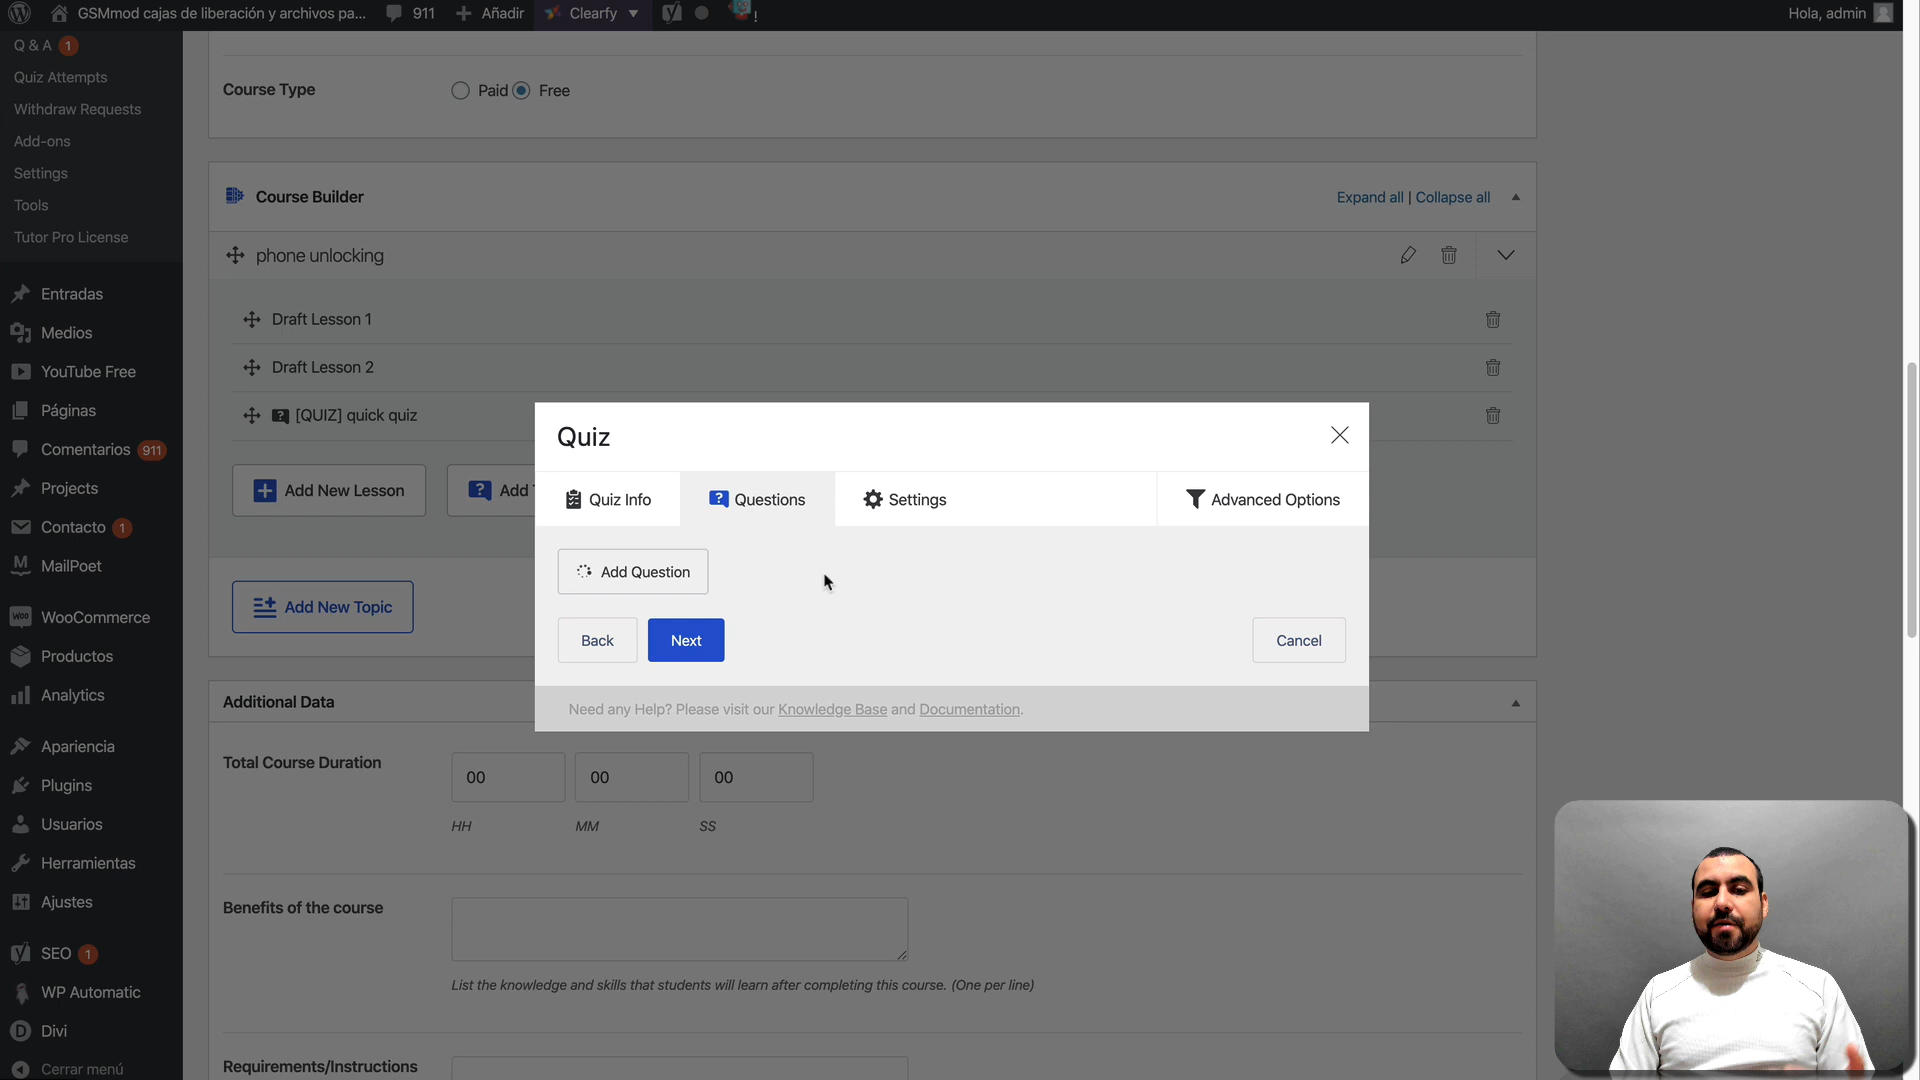 GSMmod cajas de liberación y archivos pa...
911
Añadir
Clearfy
!
Hola, admin
Q & A 1
Quiz Attempts
Withdraw Requests
Add-ons
Settings
Tools
Tutor Pro License
Entradas
Medios
YouTube Free
Páginas
Comentarios 911
Projects
Contacto 1
MailPoet
WooCommerce
Productos
Analytics
Apariencia
Plugins
Usuarios
Herramientas
Ajustes
SEO 1
WP Automatic
Divi
Cerrar menú
Course Type
Paid Free
Course Builder
Expand all | Collapse all
phone unlocking
Draft Lesson 1
Draft Lesson 2
[QUIZ] quick quiz
Add New Lesson
Add
Add New Topic
Quiz
Quiz Info
Questions
Settings
Advanced Options
Add Question
Back
Next
Cancel
Need any Help? Please visit our Knowledge Base and Documentation.
Additional Data
Total Course Duration
00 00 00
HH MM SS
Benefits of the course
List the knowledge and skills that students will learn after completing this course. (One per line)
Requirements/Instructions